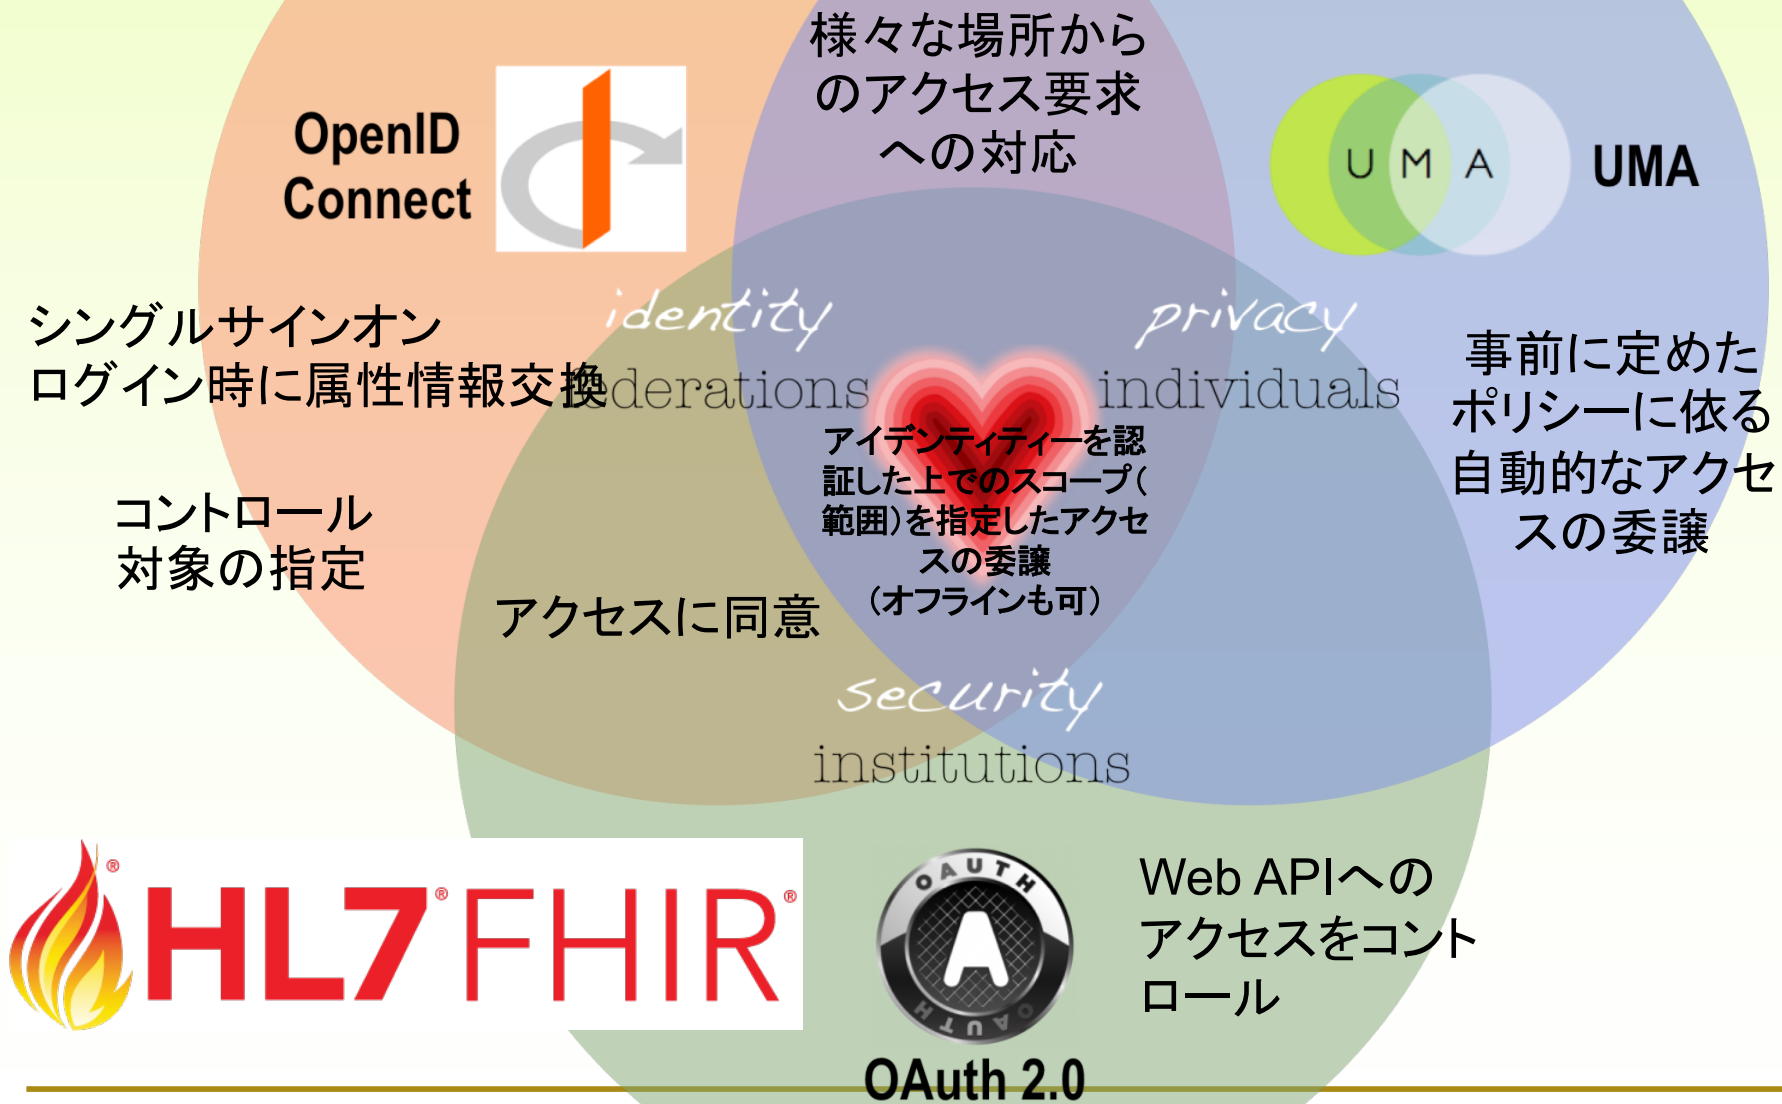 様々な場所から
のアクセス要求
への対応
OpenID
Connect
U M A
UMA
identity
federations
privacy
individuals
シングルサインオン
ログイン時に属性情報交換
事前に定めた
ポリシーに依る
自動的なアクセ
スの委譲
アイデンティティーを認
証した上でのスコープ(
範囲)を指定したアクセ
スの委譲
(オフラインも可)
コントロール
対象の指定
アクセスに同意
security
institutions
HL7® FHIR®
®
OAUTH
A
OAUTH
OAuth 2.0
Web APIへの
アクセスをコント
ロール